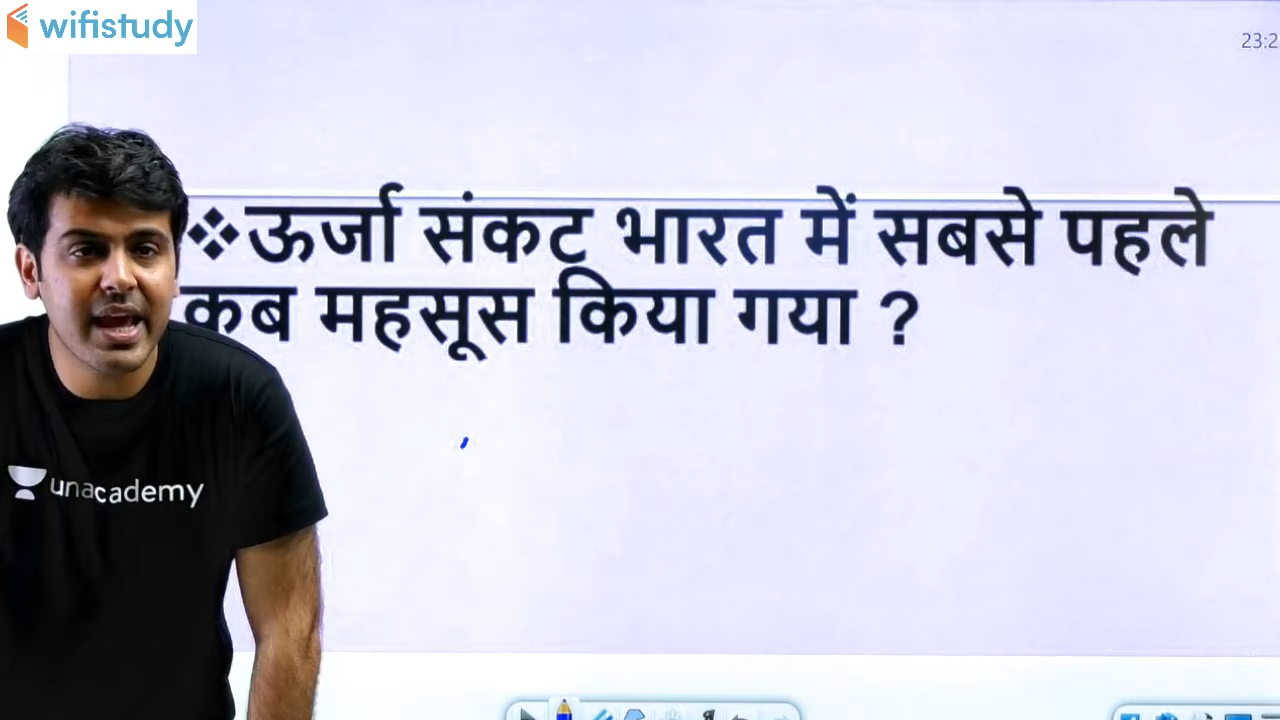 wifistudy
23:2
❖ऊर्जा संकट भारत में सबसे पहले
कब महसूस किया गया ?
unacademy